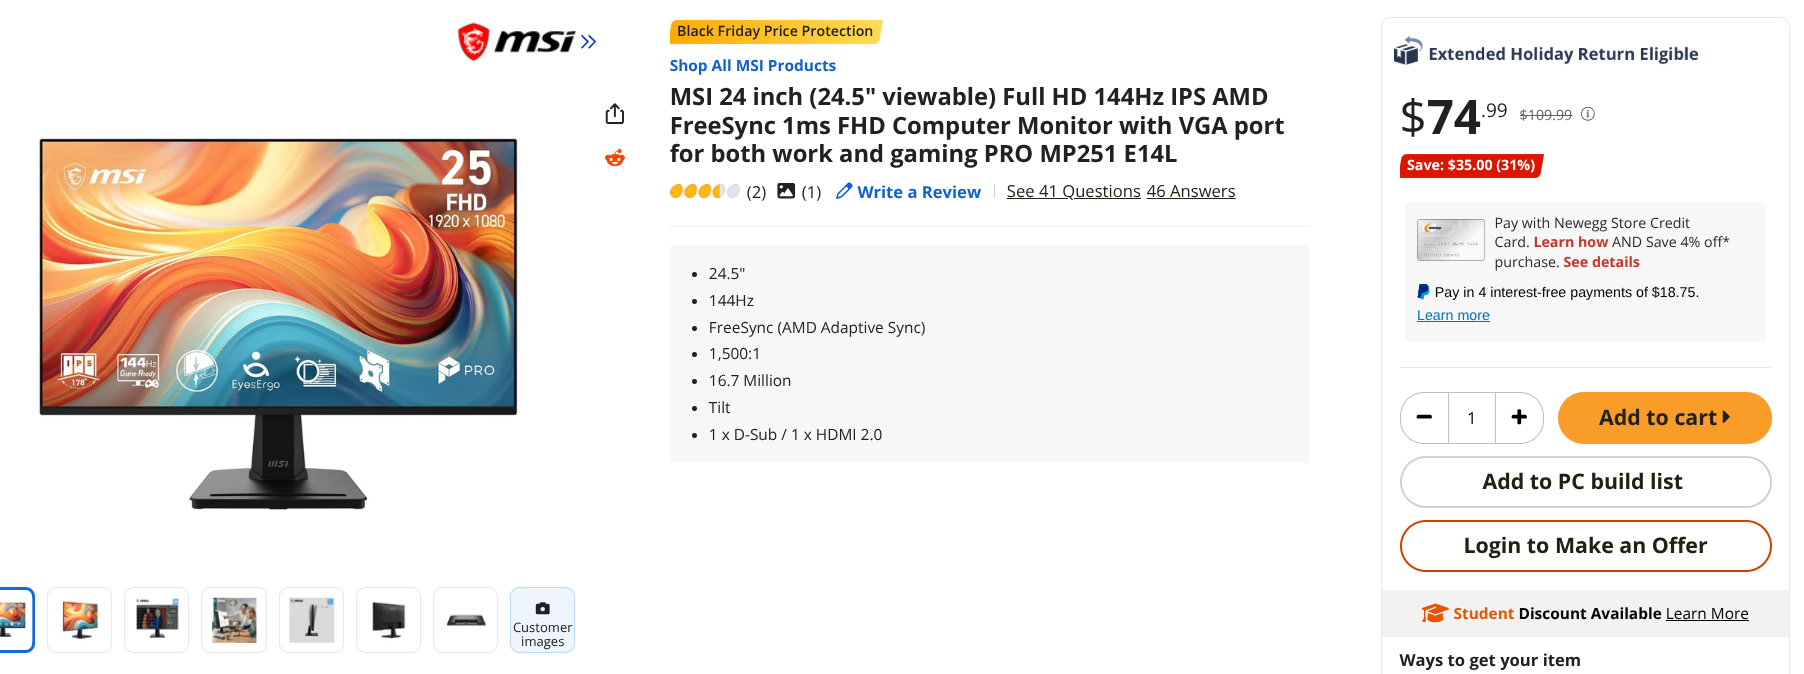 msi
msi
25
FHD
1920 x 1080
IPS
178°
144Hz
Game Ready
EyesErgo
PRO
msi
Customer
images
Black Friday Price Protection
Shop All MSI Products
MSI 24 inch (24.5" viewable) Full HD 144Hz IPS AMD
FreeSync 1ms FHD Computer Monitor with VGA port
for both work and gaming PRO MP251 E14L
(2) (1) Write a Review See 41 Questions 46 Answers
24.5"
144Hz
FreeSync (AMD Adaptive Sync)
1,500:1
16.7 Million
Tilt
1 x D-Sub / 1 x HDMI 2.0
Extended Holiday Return Eligible
$74.99 $109.99
Save: $35.00 (31%)
Pay with Newegg Store Credit
Card. Learn how AND Save 4% off*
purchase. See details
Pay in 4 interest-free payments of $18.75.
Learn more
1 Add to cart
Add to PC build list
Login to Make an Offer
Student Discount Available Learn More
Ways to get your item